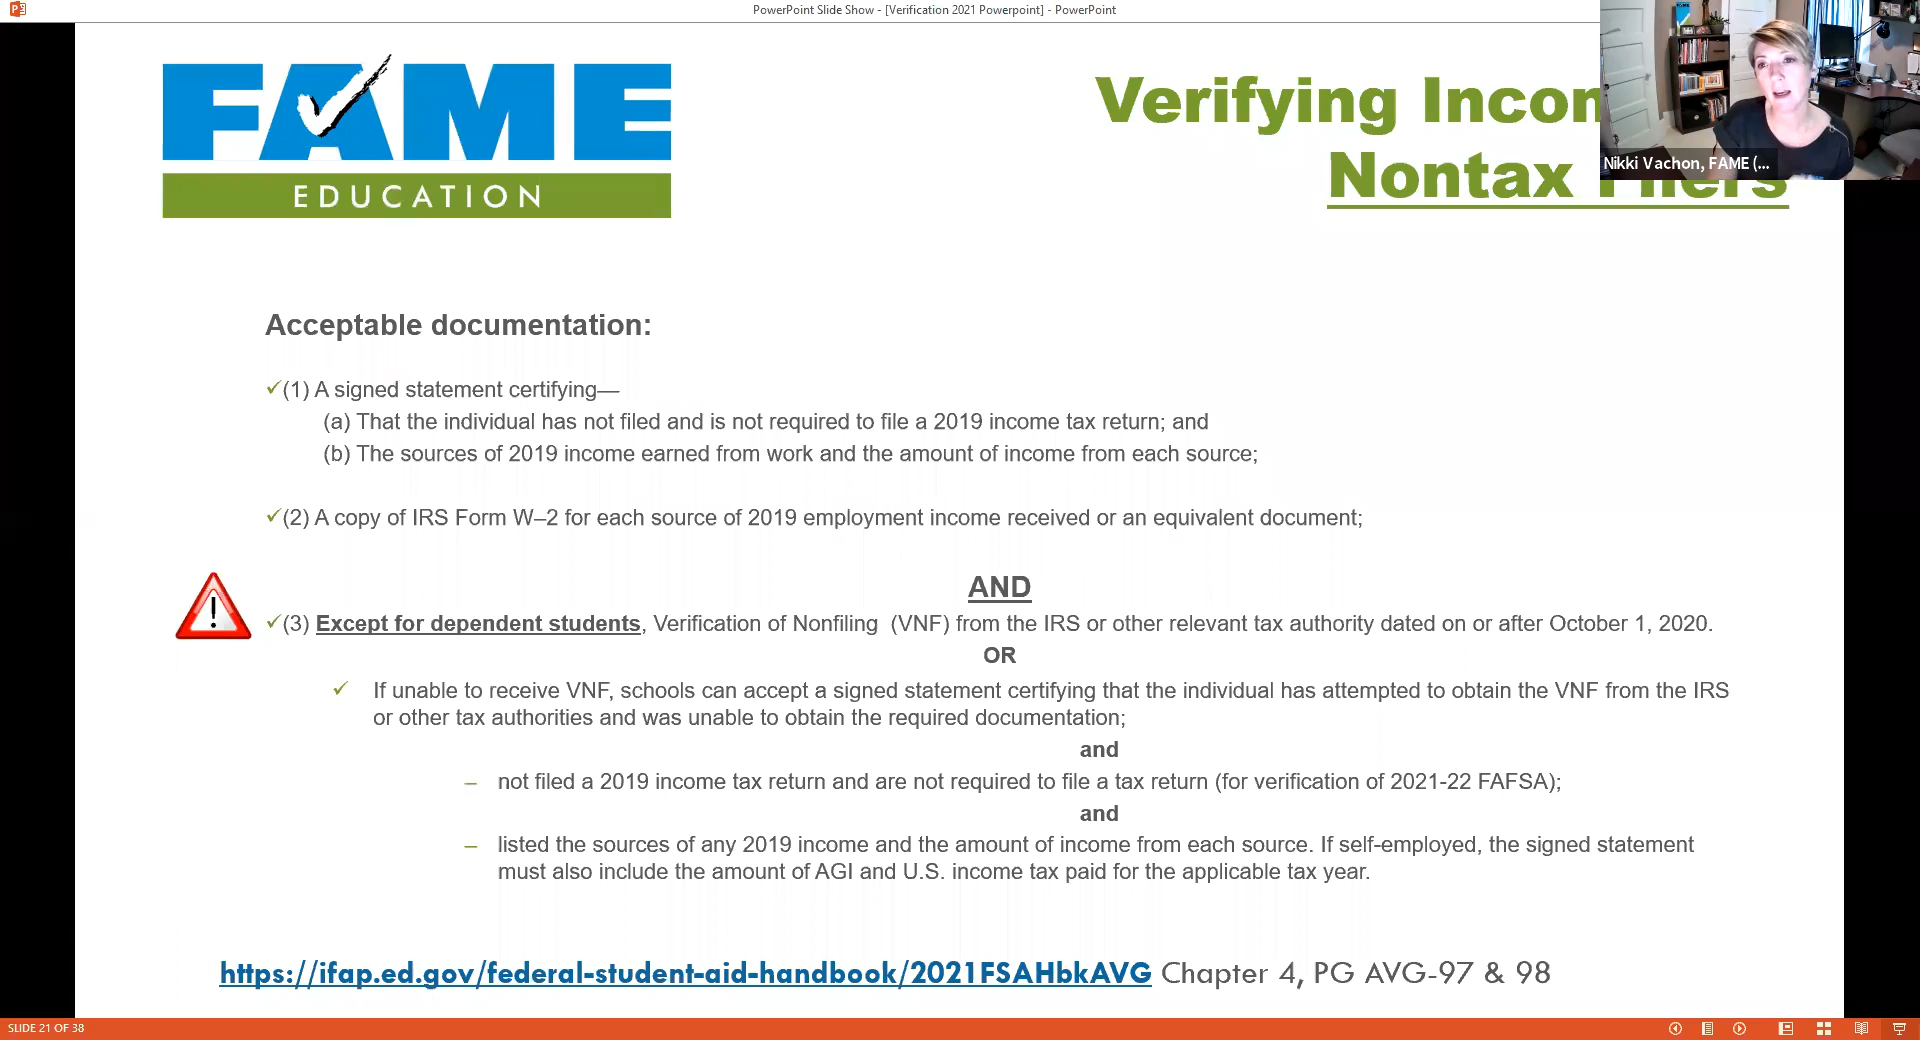 PowerPoint Slide Show - [Verification 2021 Powerpoint] - PowerPoint
FAME
EDUCATION
Verifying Incom
Nontax Filers
Nikki Vachon, FAME (...
Acceptable documentation:
✓(1) A signed statement certifying—
(a) That the individual has not filed and is not required to file a 2019 income tax return; and
(b) The sources of 2019 income earned from work and the amount of income from each source;
✓(2) A copy of IRS Form W–2 for each source of 2019 employment income received or an equivalent document;
AND
!
✓(3) Except for dependent students, Verification of Nonfiling (VNF) from the IRS or other relevant tax authority dated on or after October 1, 2020.
OR
✓ If unable to receive VNF, schools can accept a signed statement certifying that the individual has attempted to obtain the VNF from the IRS
or other tax authorities and was unable to obtain the required documentation;
and
– not filed a 2019 income tax return and are not required to file a tax return (for verification of 2021-22 FAFSA);
and
– listed the sources of any 2019 income and the amount of income from each source. If self-employed, the signed statement
must also include the amount of AGI and U.S. income tax paid for the applicable tax year.
https://ifap.ed.gov/federal-student-aid-handbook/2021FSAHbkAVG Chapter 4, PG AVG-97 & 98
SLIDE 21 OF 38